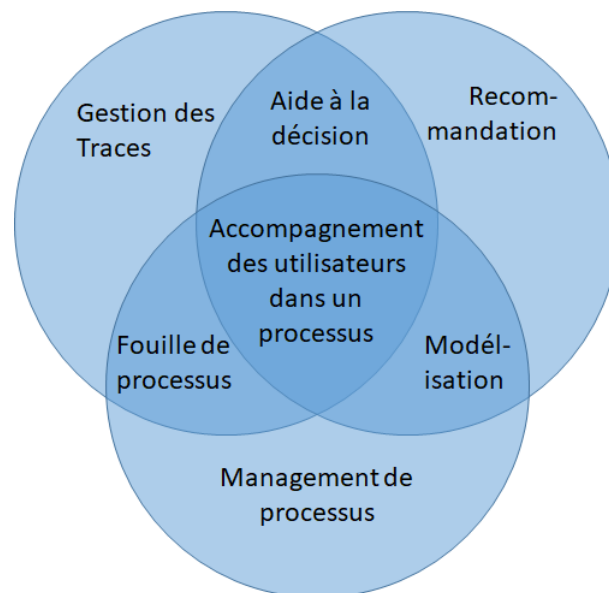 Gestion des
Traces
Aide à la
décision
Recom-
mandation
Accompagnement
des utilisateurs
dans un
processus
Fouille de
processus
Modél-
isation
Management de
processus